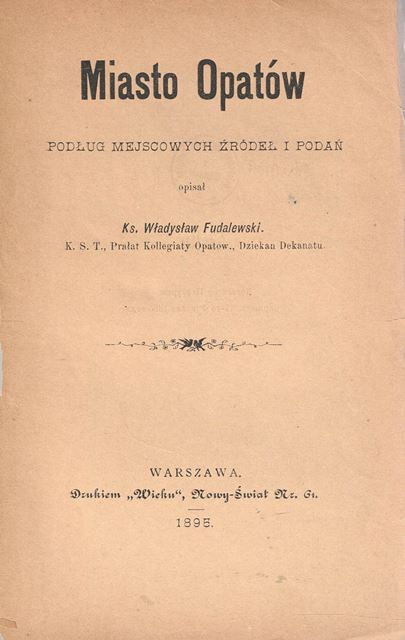 Miasto Opatów
PODŁUG MEJSCOWYCH ŹRÓDEŁ I PODAŃ
opisał
Ks. Władysław Fudalewski.
K. S. T., Prałat Kollegiaty Opatow., Dziekan Dekanatu.
WARSZAWA.
Drukiem „Wieku“, Nowy-Świat Nr. 61.
1895.